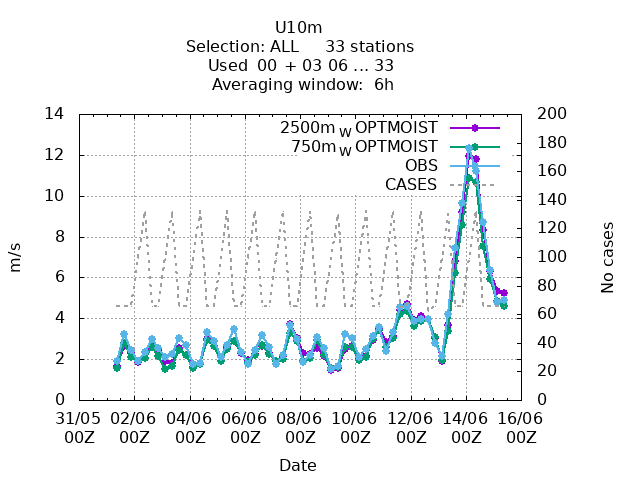 U10m
Selection: ALL 33 stations
Used 00 + 03 06 ... 33
Averaging window: 6h
14
12
10
8
6
4
2
0
m/s
2500m_W OPTMOIST
750m_W OPTMOIST
OBS
CASES
200
180
160
140
120
100
80
60
40
20
0
No cases
31/05 02/06 04/06 06/06 08/06 10/06 12/06 14/06 16/06
00Z 00Z 00Z 00Z 00Z 00Z 00Z 00Z 00Z
Date